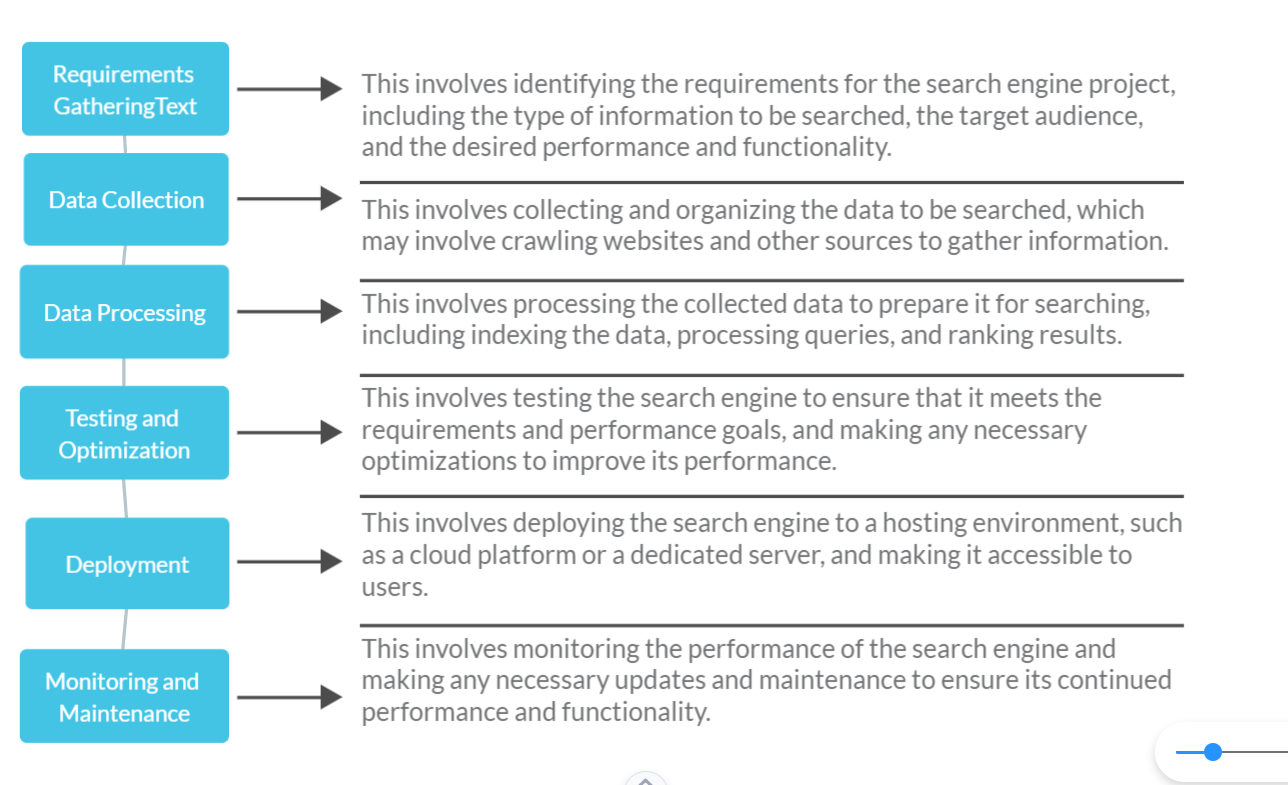 Requirements
GatheringText
This involves identifying the requirements for the search engine project,
including the type of information to be searched, the target audience,
and the desired performance and functionality.
Data Collection
This involves collecting and organizing the data to be searched, which
may involve crawling websites and other sources to gather information.
Data Processing
This involves processing the collected data to prepare it for searching,
including indexing the data, processing queries, and ranking results.
Testing and
Optimization
This involves testing the search engine to ensure that it meets the
requirements and performance goals, and making any necessary
optimizations to improve its performance.
Deployment
This involves deploying the search engine to a hosting environment, such
as a cloud platform or a dedicated server, and making it accessible to
users.
Monitoring and
Maintenance
This involves monitoring the performance of the search engine and
making any necessary updates and maintenance to ensure its continued
performance and functionality.